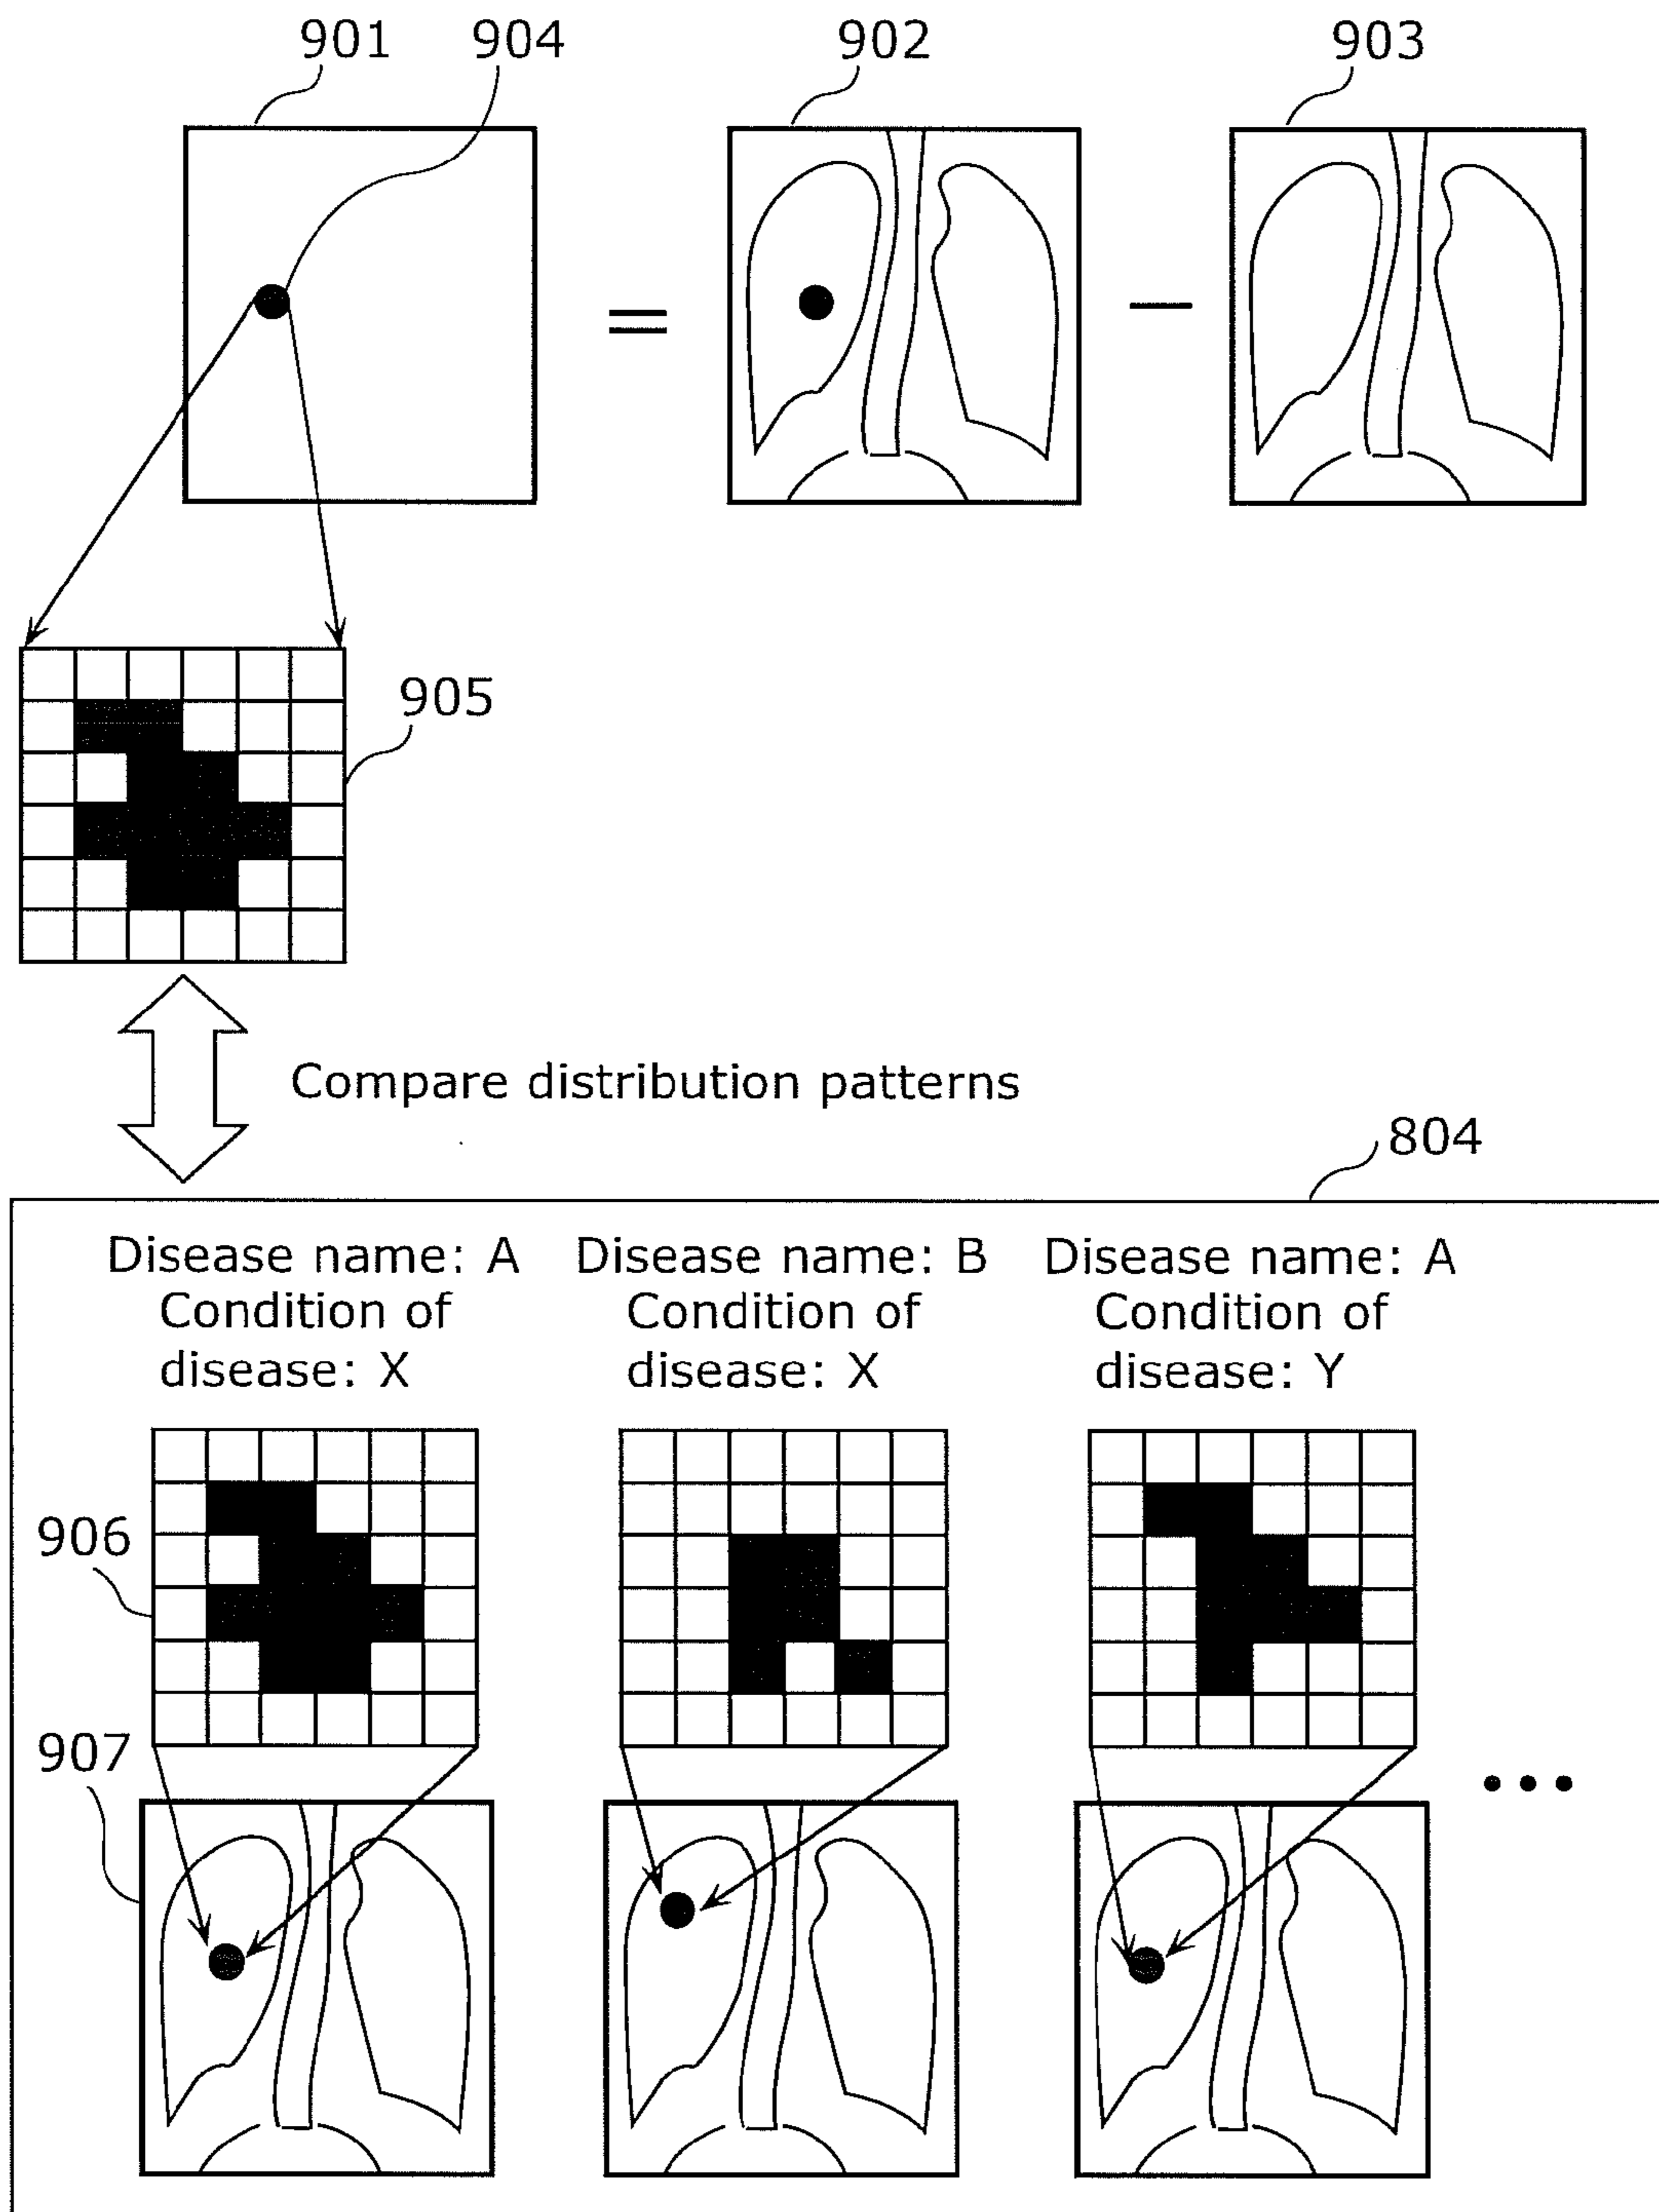 901 904 902 903
=
−
905
Compare distribution patterns
804
Disease name: A
Condition of
disease: X
Disease name: B
Condition of
disease: X
Disease name: A
Condition of
disease: Y
906
907
•••